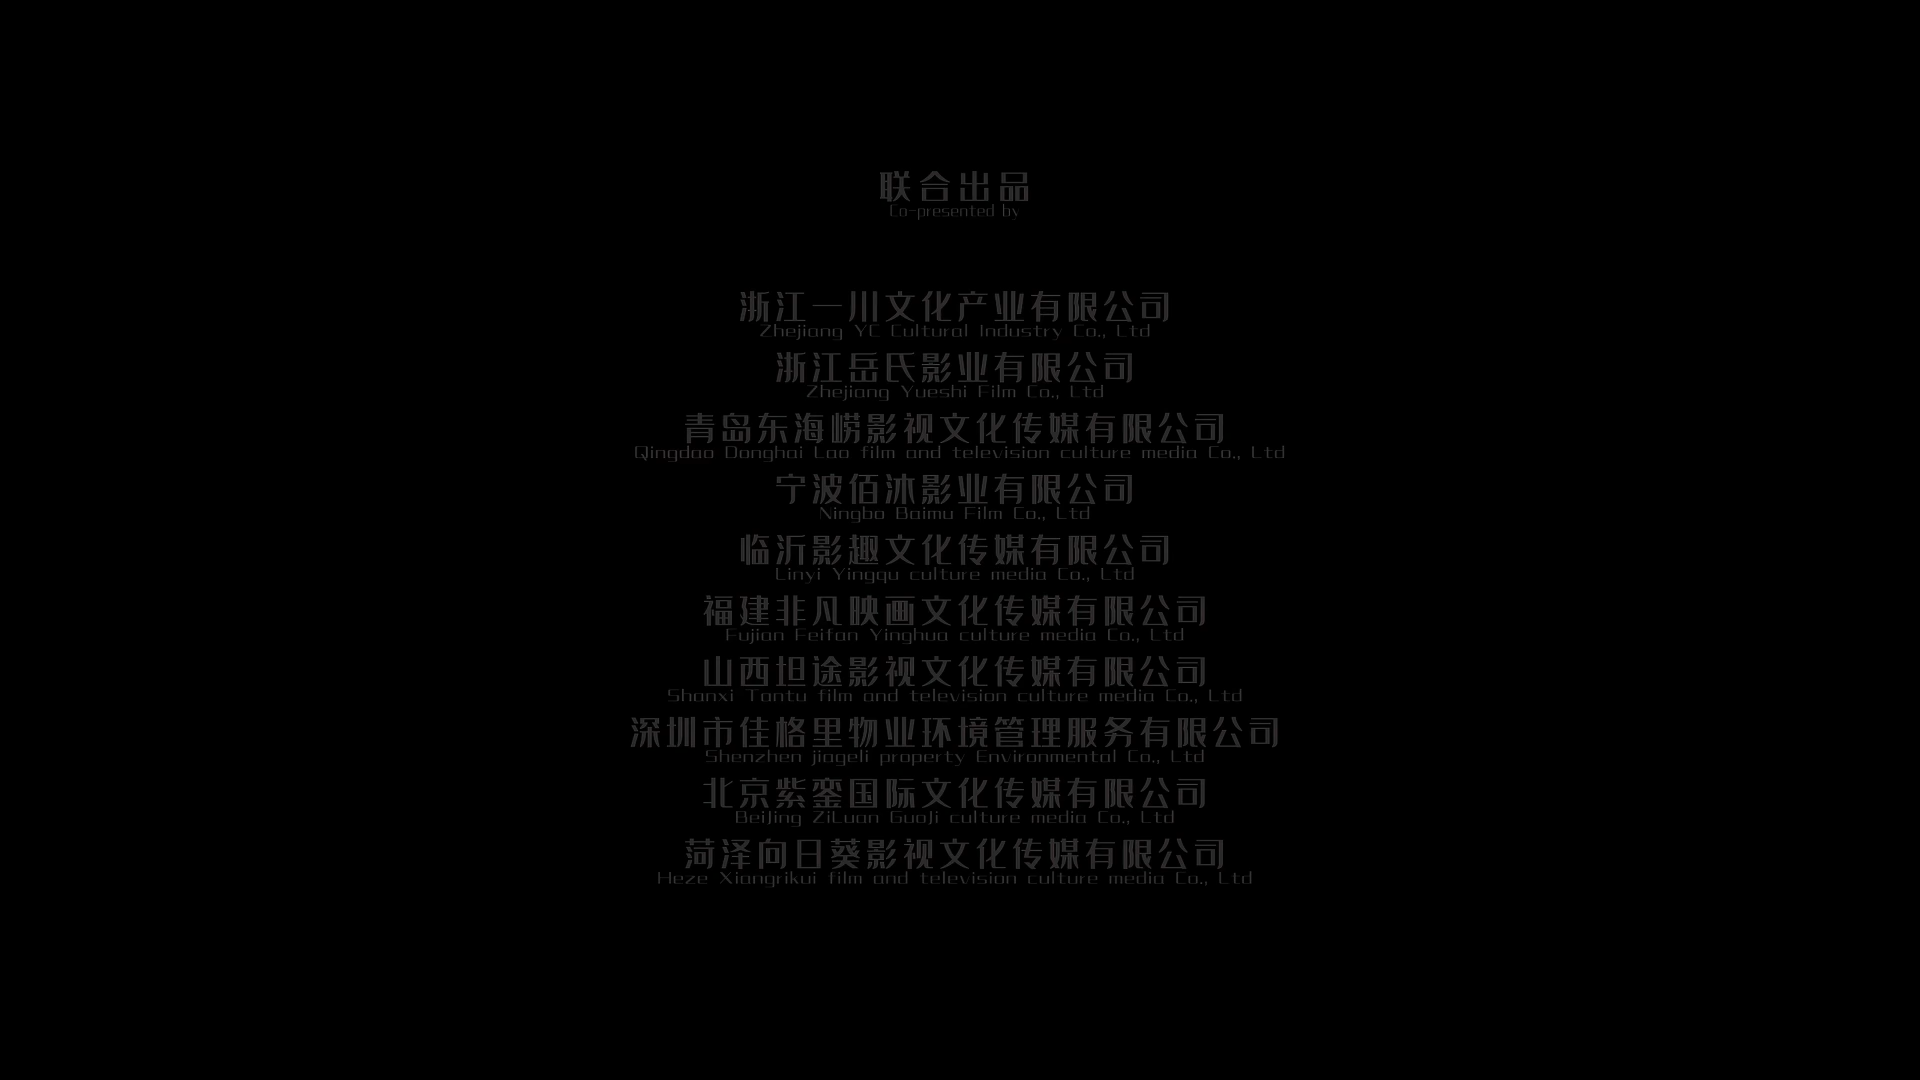 联合出品
Co-presented by
浙江一川文化产业有限公司
Zhejiang YC Cultural Industry Co., Ltd
浙江岳氏影业有限公司
Zhejiang Yueshi Film Co., Ltd
青岛东海崂影视文化传媒有限公司
Qingdao Donghai Lao film and television culture media Co., Ltd
宁波佰沐影业有限公司
Ningbo Baimu Film Co., Ltd
临沂影趣文化传媒有限公司
Linyi Yingqu culture media Co., Ltd
福建非凡映画文化传媒有限公司
Fujian Feifan Yinghua culture media Co., Ltd
山西坦途影视文化传媒有限公司
Shanxi Tantu film and television culture media Co., Ltd
深圳市佳格里物业环境管理服务有限公司
Shenzhen jiageli property Environmental Co., Ltd
北京紫銮国际文化传媒有限公司
BeiJing ZiLuan GuoJi culture media Co., Ltd
菏泽向日葵影视文化传媒有限公司
Heze Xiangrikui film and television culture media Co., Ltd